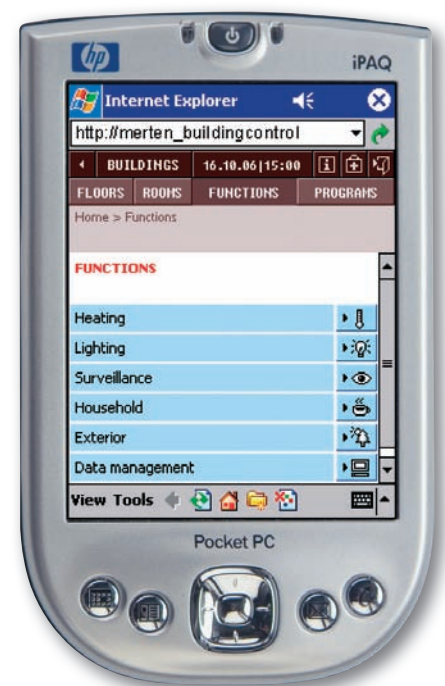 hp
iPAQ
Internet Explorer
http://merten_buildingcontrol
BUILDINGS 16.10.06|15:00 i
FLOORS ROOMS FUNCTIONS PROGRAMS
Home > Functions
FUNCTIONS
Heating
Lighting
Surveillance
Household
Exterior
Data management
View Tools
Pocket PC